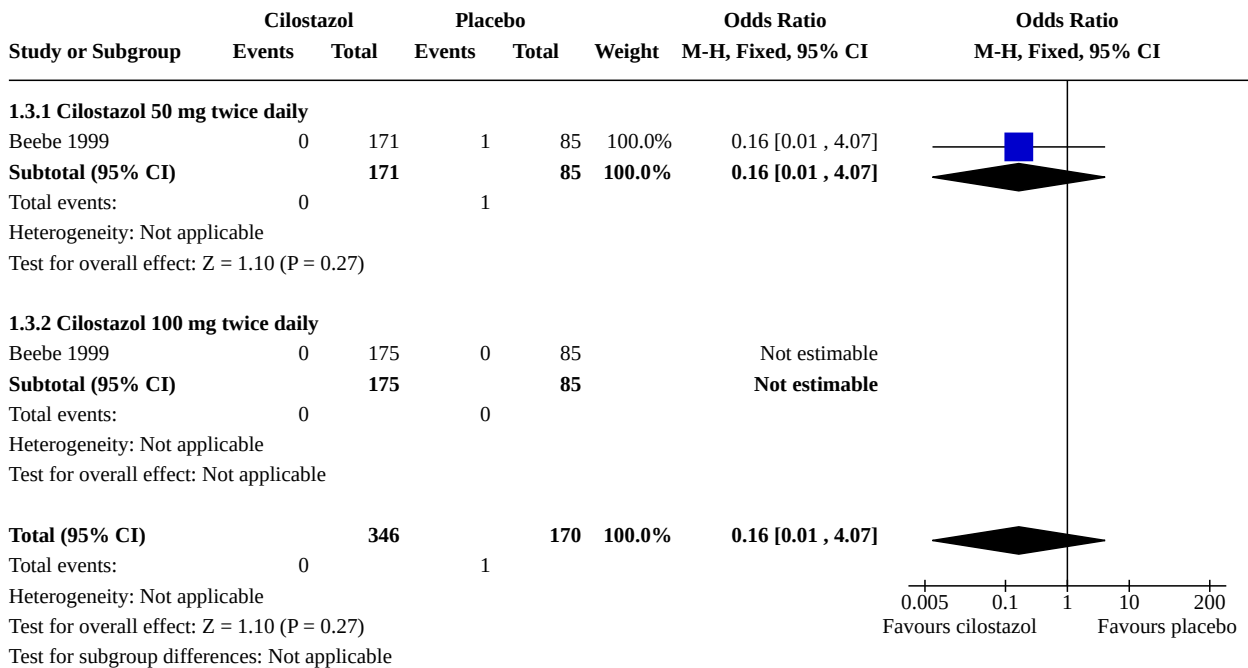 Cilostazol Placebo Odds Ratio Odds Ratio
Study or Subgroup Events Total Events Total Weight M-H, Fixed, 95% CI M-H, Fixed, 95% CI
1.3.1 Cilostazol 50 mg twice daily
Beebe 1999 0 171 1 85 100.0% 0.16 [0.01 , 4.07]
Subtotal (95% CI) 171 85 100.0% 0.16 [0.01 , 4.07]
Total events: 0 1
Heterogeneity: Not applicable
Test for overall effect: Z = 1.10 (P = 0.27)
1.3.2 Cilostazol 100 mg twice daily
Beebe 1999 0 175 0 85 Not estimable
Subtotal (95% CI) 175 85 Not estimable
Total events: 0 0
Heterogeneity: Not applicable
Test for overall effect: Not applicable
Total (95% CI) 346 170 100.0% 0.16 [0.01 , 4.07]
Total events: 0 1
Heterogeneity: Not applicable 0.005 0.1 1 10 200
Test for overall effect: Z = 1.10 (P = 0.27) Favours cilostazol Favours placebo
Test for subgroup differences: Not applicable